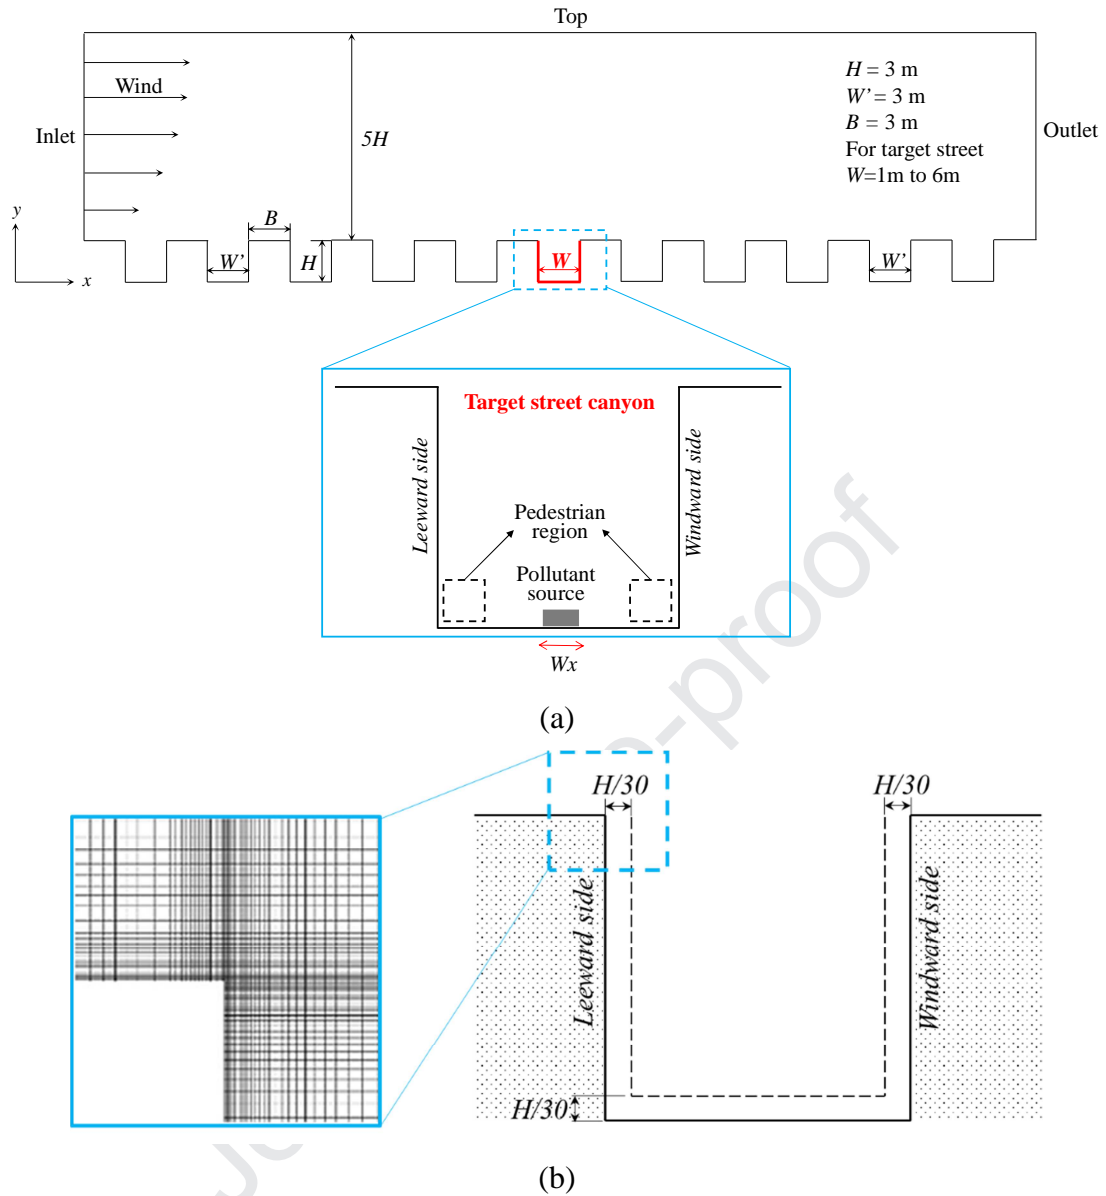 Top
H = 3 m
W' = 3 m
B = 3 m
For target street
W=1m to 6m
Wind
Inlet
5H
Outlet
y
B
W'
H
W
W'
x
Target street canyon
Leeward side
Windward side
Pedestrian
region
Pollutant
source
Wx
(a)
H/30
H/30
Leeward side
Windward side
H/30
(b)
-proof